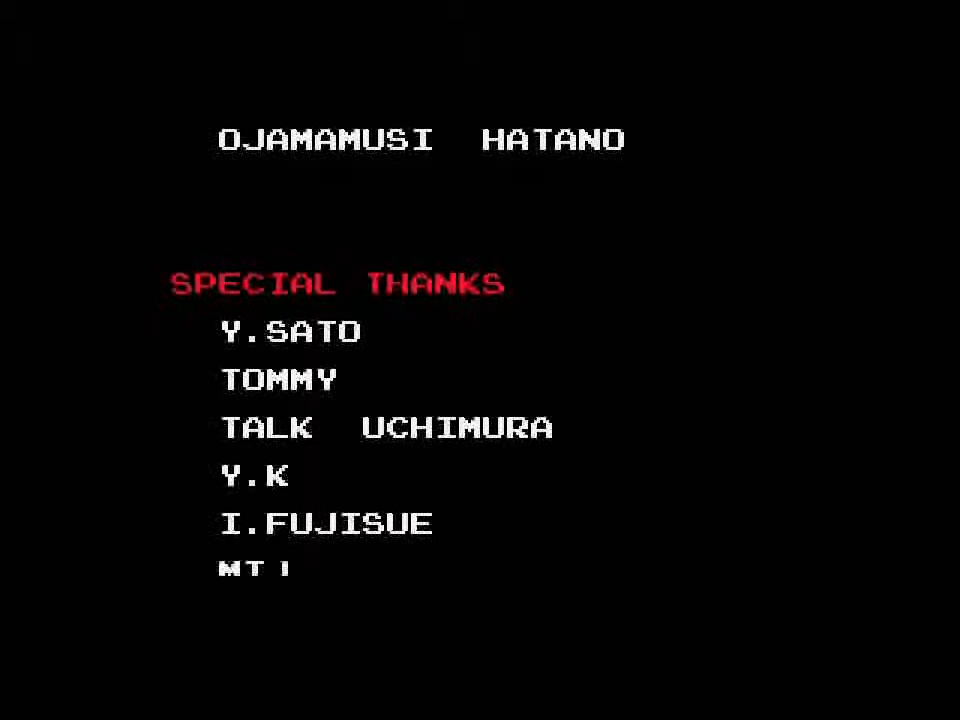 OJAMAMUSI HATANO
SPECIAL THANKS
Y.SATO
TOMMY
TALK UCHIMURA
Y.K
I.FUJISUE